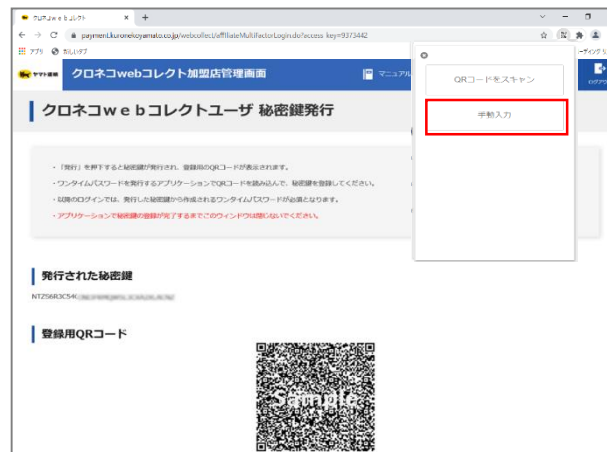 クロネコwebコレクト
payment.kuronekoyamato.co.jp/webcollect/affiliateMultifactorLogin.do?access_key=9373442
アプリ
ヤマト運輸 クロネコwebコレクト加盟店管理画面
マニュアル
ログアウト
QRコードをスキャン
手動入力
クロネコｗｅｂコレクトユーザ 秘密鍵発行
・「発行」を押下すると秘密鍵が発行され、登録用のQRコードが表示されます。
・ワンタイムパスワードを発行するアプリケーションでQRコードを読み込んで、秘密鍵を登録してください。
・以降のログインでは、発行した秘密鍵から作成されるワンタイムパスワードが必須となります。
・アプリケーションで秘密鍵の登録が完了するまでこのウィンドウは閉じないでください。
発行された秘密鍵
NTZS6R3C54
登録用QRコード
Sample